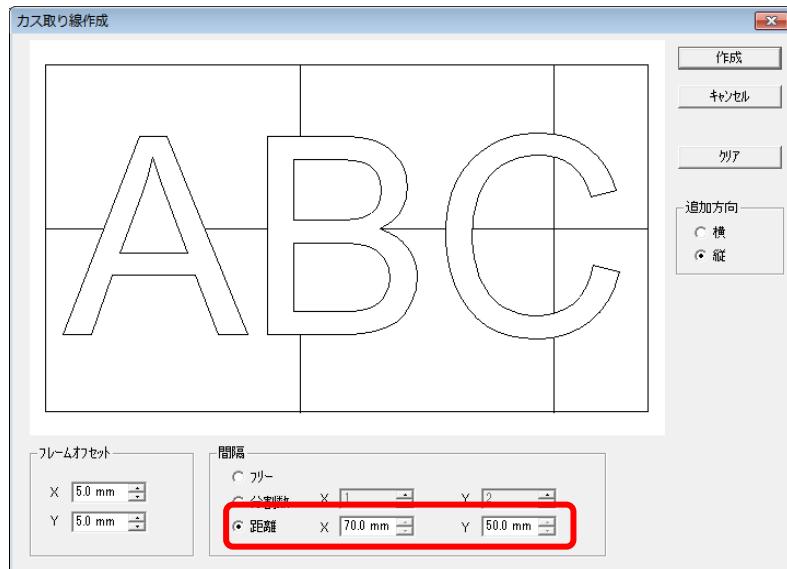 カス取り線作成
ABC
作成
キャンセル
クリア
追加方向
横
縦
フレームオフセット
X 5.0 mm
Y 5.0 mm
間隔
フリー
分割数 X 1 Y 2
距離 X 70.0 mm Y 50.0 mm